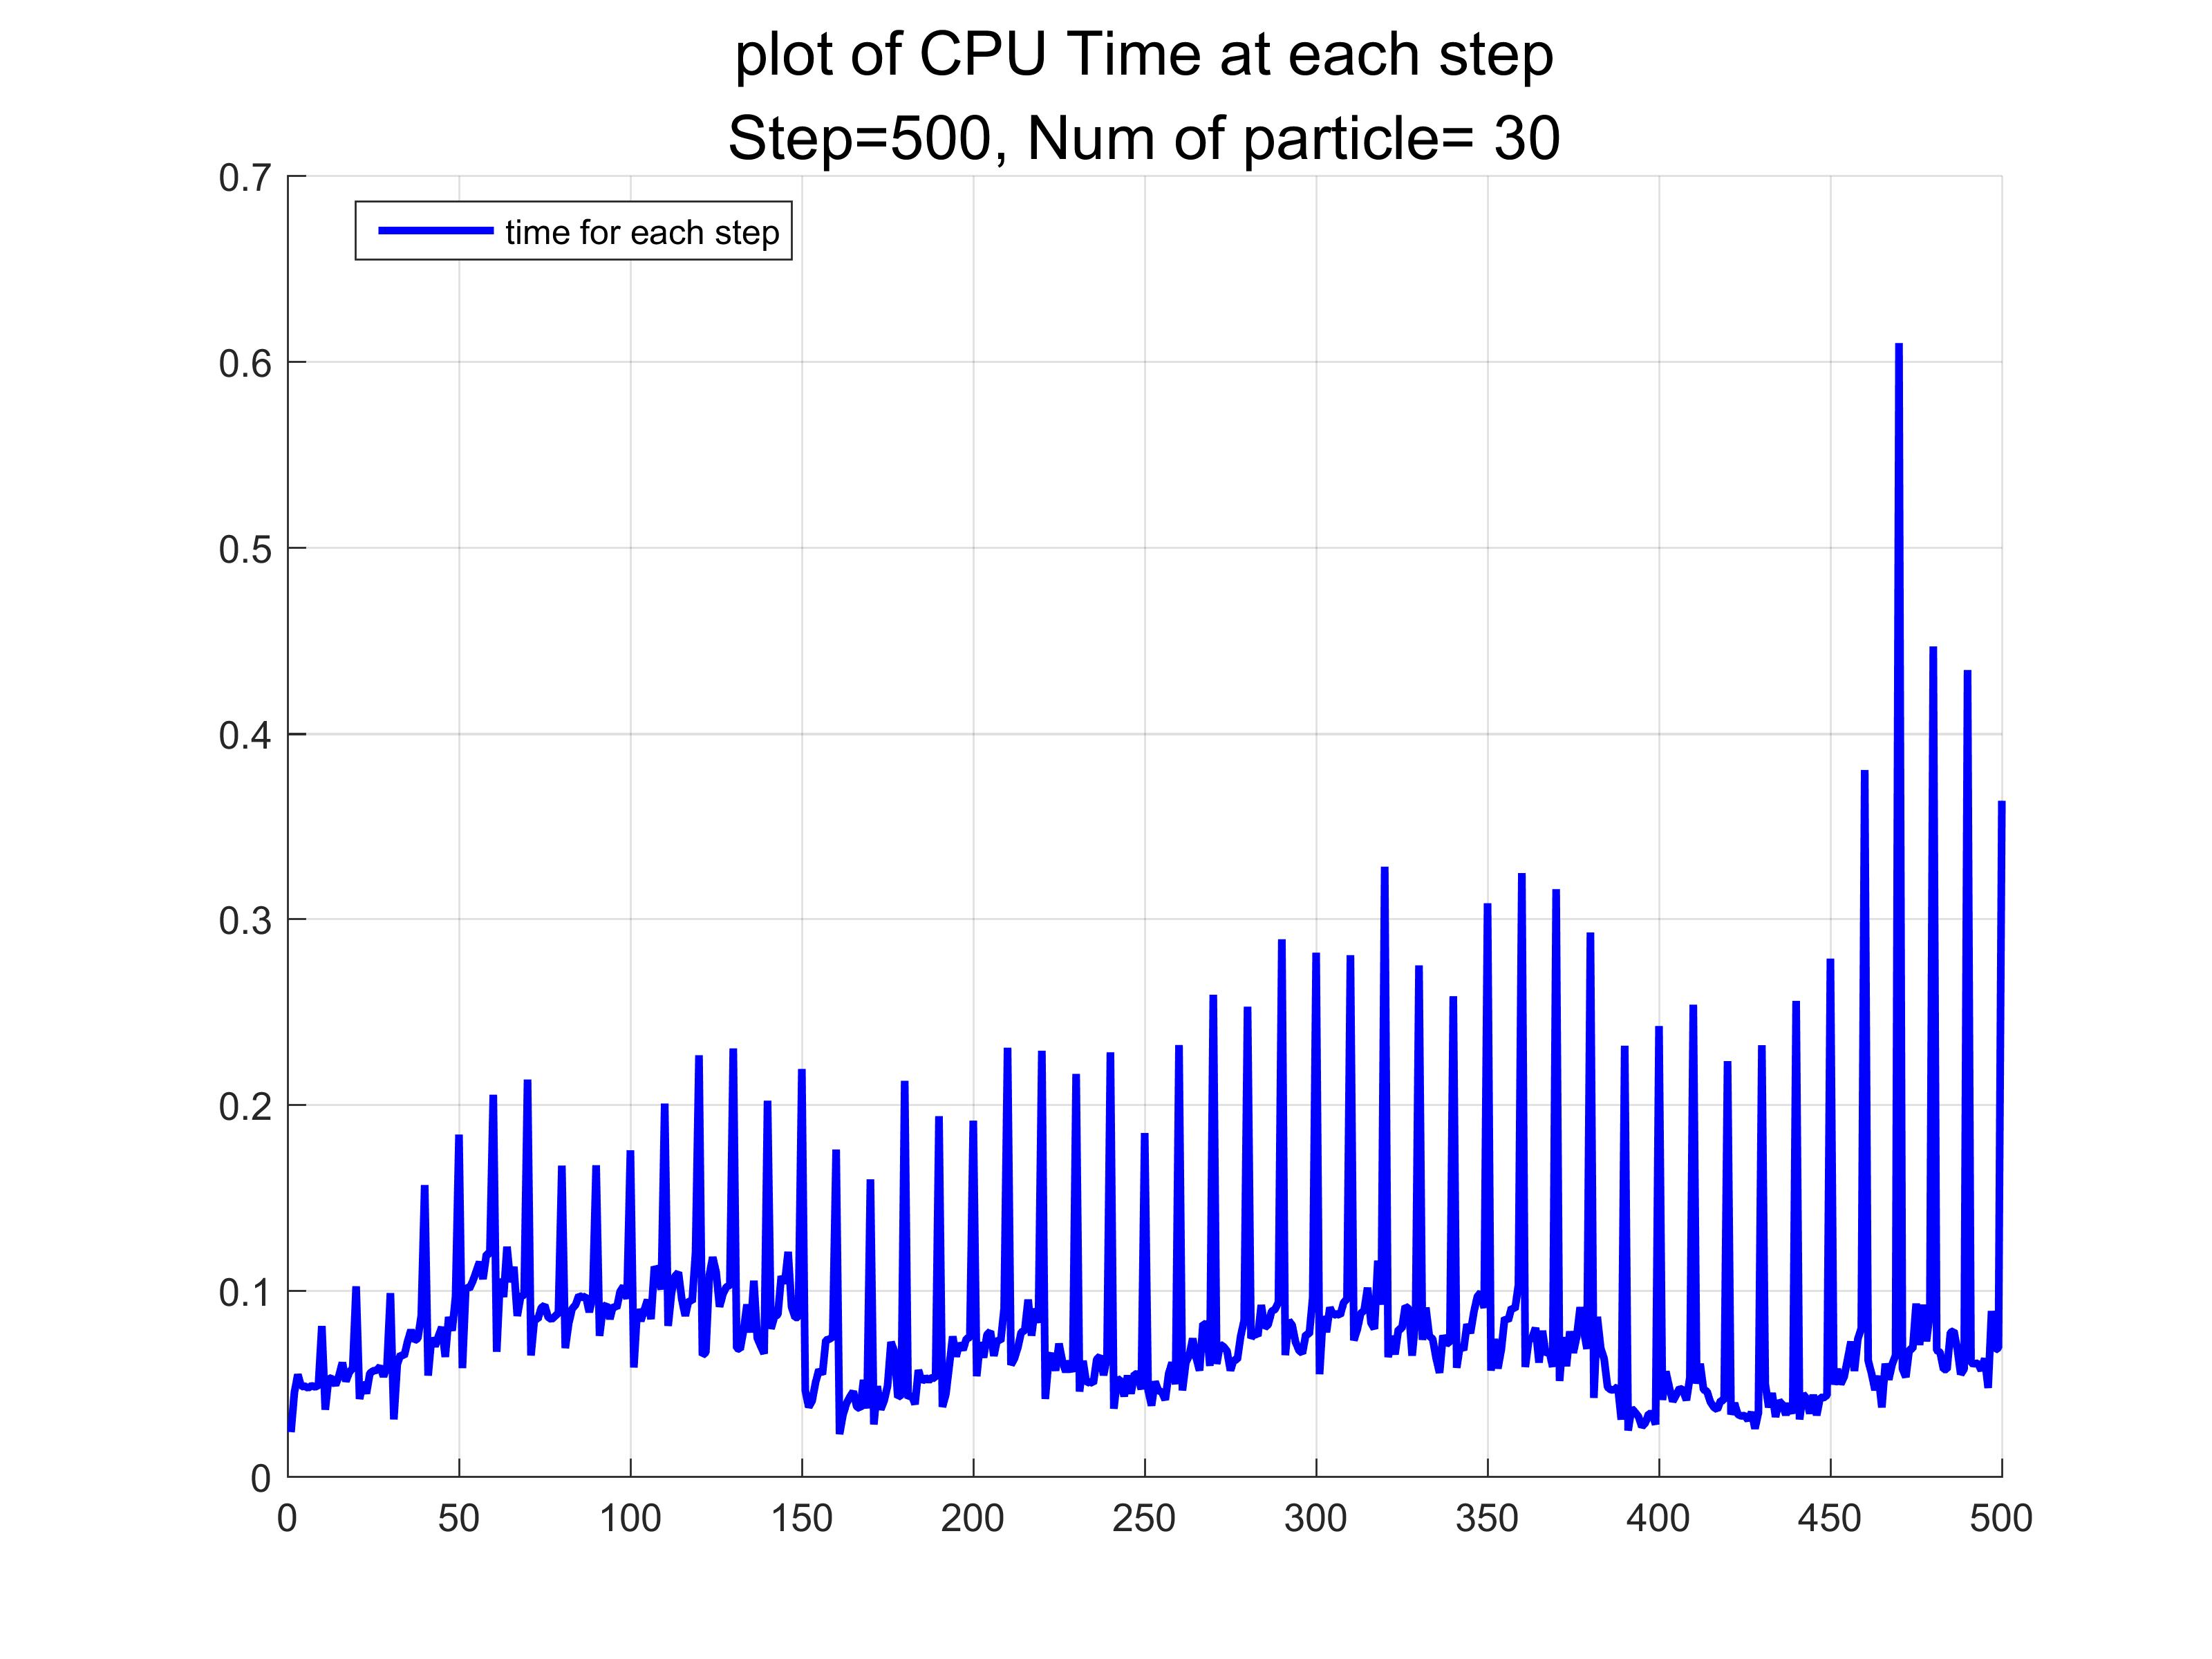 plot of CPU Time at each step
Step=500, Num of particle= 30
time for each step
0.7
0.6
0.5
0.4
0.3
0.2
0.1
0
0 50 100 150 200 250 300 350 400 450 500